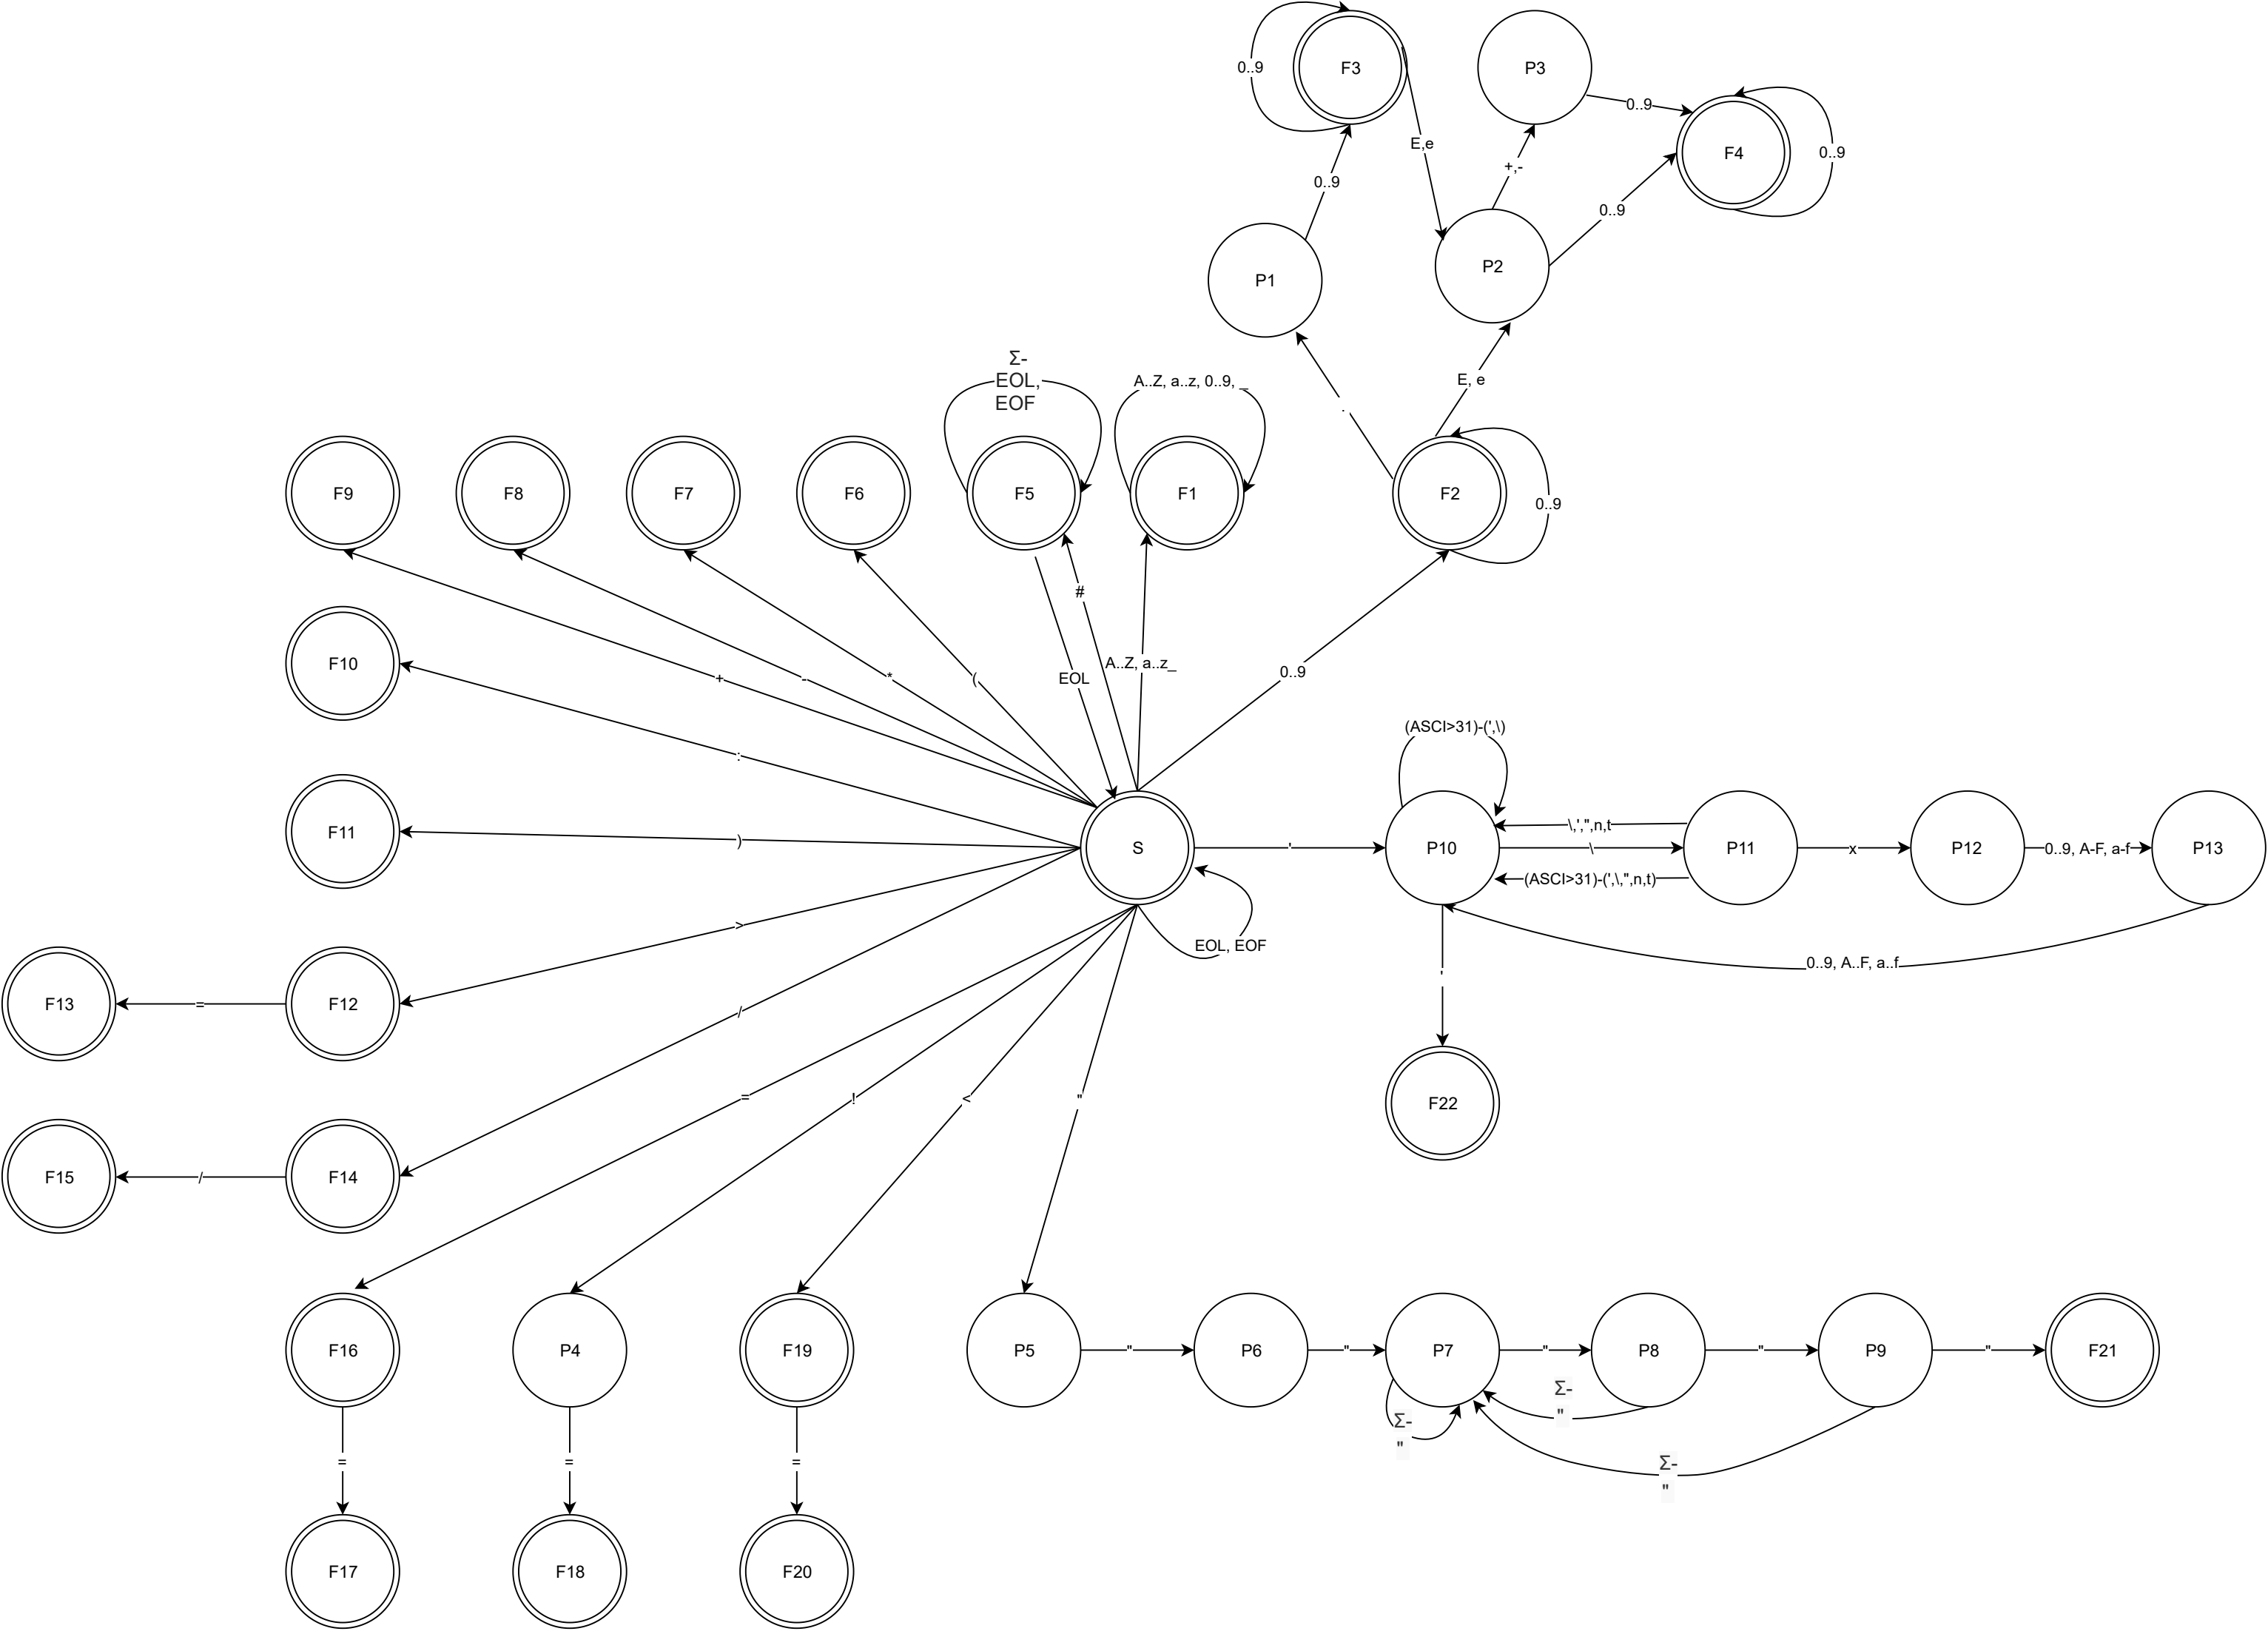 F3
P3
0..9
0..9
E,e
F4
0..9
+,-
0..9
0..9
P1
P2
Σ-
EOL,
EOF
A..Z, a..z, 0..9, _
E, e
.
F9
F8
F7
F6
F5
F1
F2
0..9
#
F10
A..Z, a..z_
EOL
0..9
+
-
*
(
:
(ASCI>31)-(',\)
F11
)
S
'
P10
\,',",n,t
\
(ASCI>31)-(',\,",n,t)
P11
x
P12
0..9, A-F, a-f
P13
>
EOL, EOF
0..9, A..F, a..f
'
F13
=
F12
/
=
!
<
"
F22
F15
/
F14
F16
P4
F19
P5
"
P6
"
P7
"
P8
"
P9
"
F21
Σ-
"
Σ-
"
Σ-
"
=
=
=
F17
F18
F20